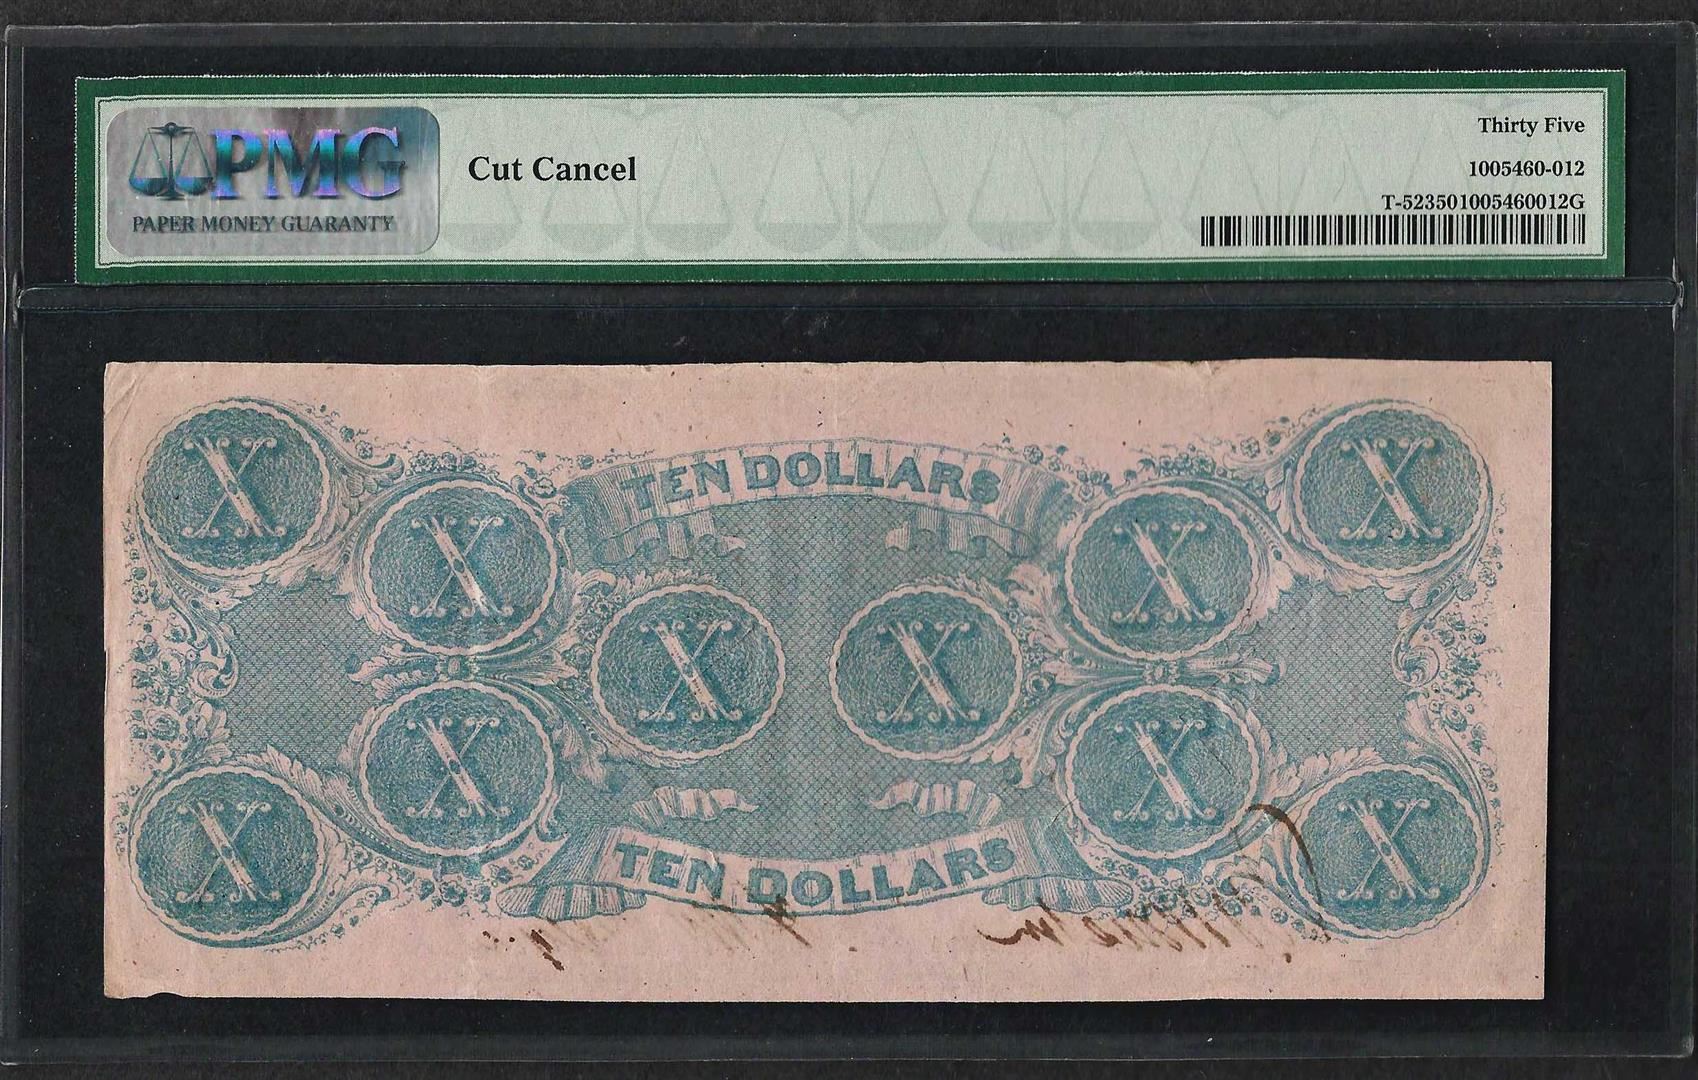 PMG
PAPER MONEY GUARANTY
Cut Cancel
Thirty Five
1005460-012
T-523501005460012G
X
X
X
X
X
X
X
X
X
X
TEN DOLLARS
TEN DOLLARS